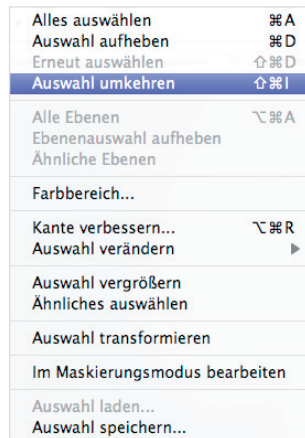 Alles auswählen ⌘A
Auswahl aufheben ⌘D
Erneut auswählen ⇧⌘D
Auswahl umkehren ⇧⌘I
Alle Ebenen ⌥⌘A
Ebenenauswahl aufheben
Ähnliche Ebenen
Farbbereich...
Kante verbessern... ⌥⌘R
Auswahl verändern ▶
Auswahl vergrößern
Ähnliches auswählen
Auswahl transformieren
Im Maskierungsmodus bearbeiten
Auswahl laden...
Auswahl speichern...